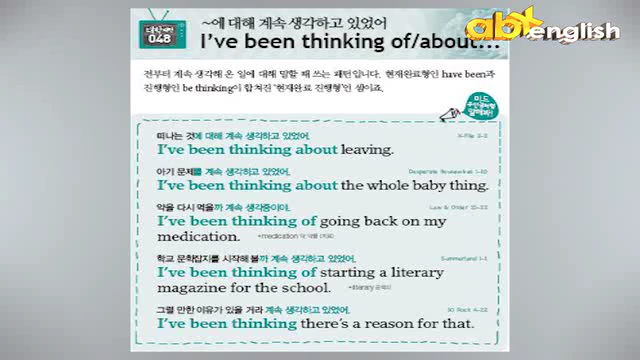 ~에 대해 계속 생각하고 있었어
048
I've been thinking of/about...
abt english
전부터 계속 생각해 온 일에 대해 말할 때 쓰는 패턴입니다. 현재완료형인 have been과
진행형인 be thinking이 합쳐진 '현재완료 진행형'인 셈이죠.
미드
떠나는 것에 대해 계속 생각하고 있었어.
X-File 2-2
I've been thinking about leaving.
아기 문제를 계속 생각하고 있었어.
I've been thinking about the whole baby thing.
약을 다시 먹을까 계속 생각중이야.
I've been thinking of going back on my
medication.
학교 문학잡지를 시작해 볼까 계속 생각하고 있었어.
Summerland 1-1
I've been thinking of starting a literary
magazine for the school.
그럴 만한 이유가 있을 거라 계속 생각하고 있었어.
I've been thinking there's a reason for that.